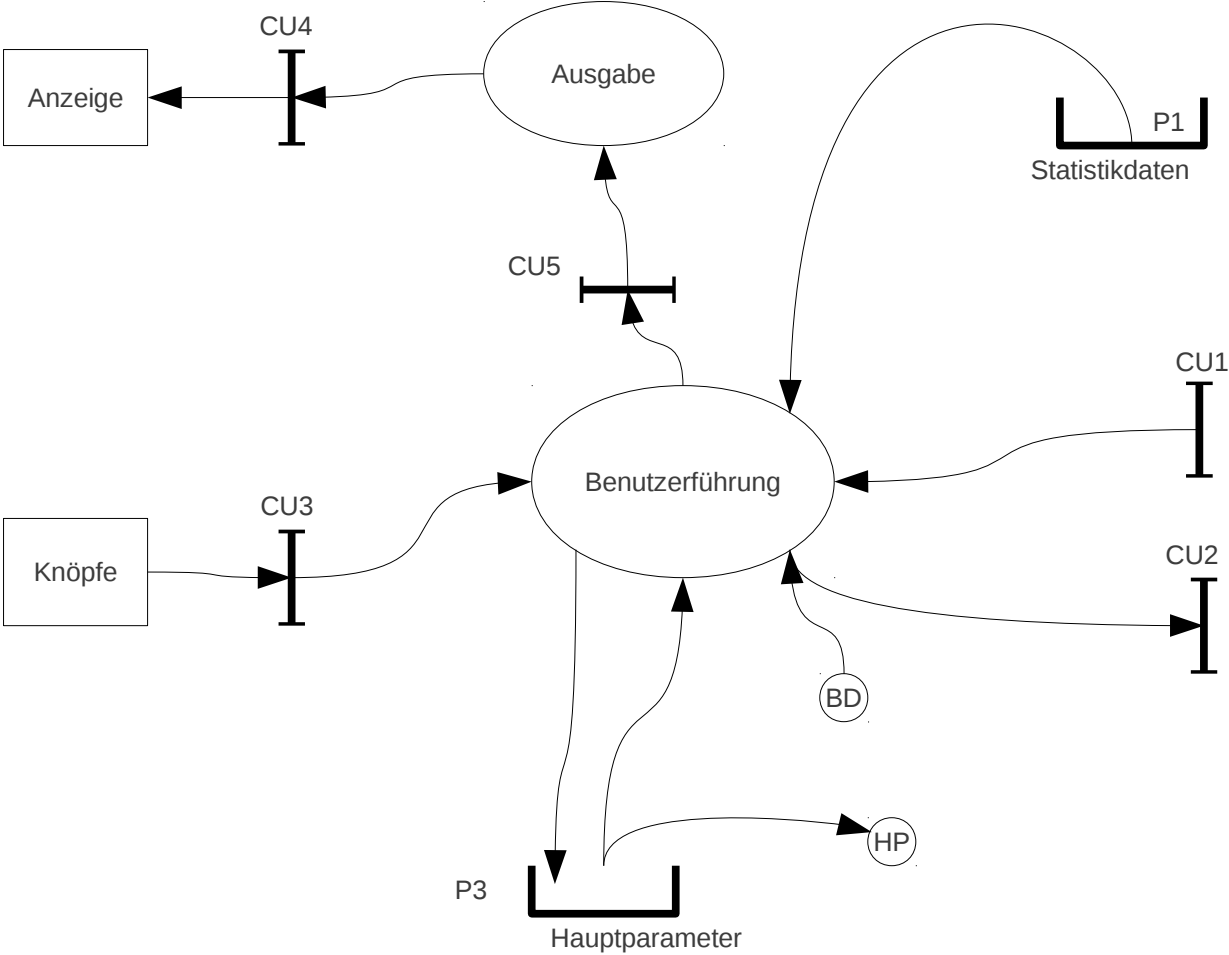 CU4
Anzeige
Ausgabe
P1
Statistikdaten
CU5
CU1
Benutzerführung
CU3
Knöpfe
CU2
BD
HP
P3
Hauptparameter